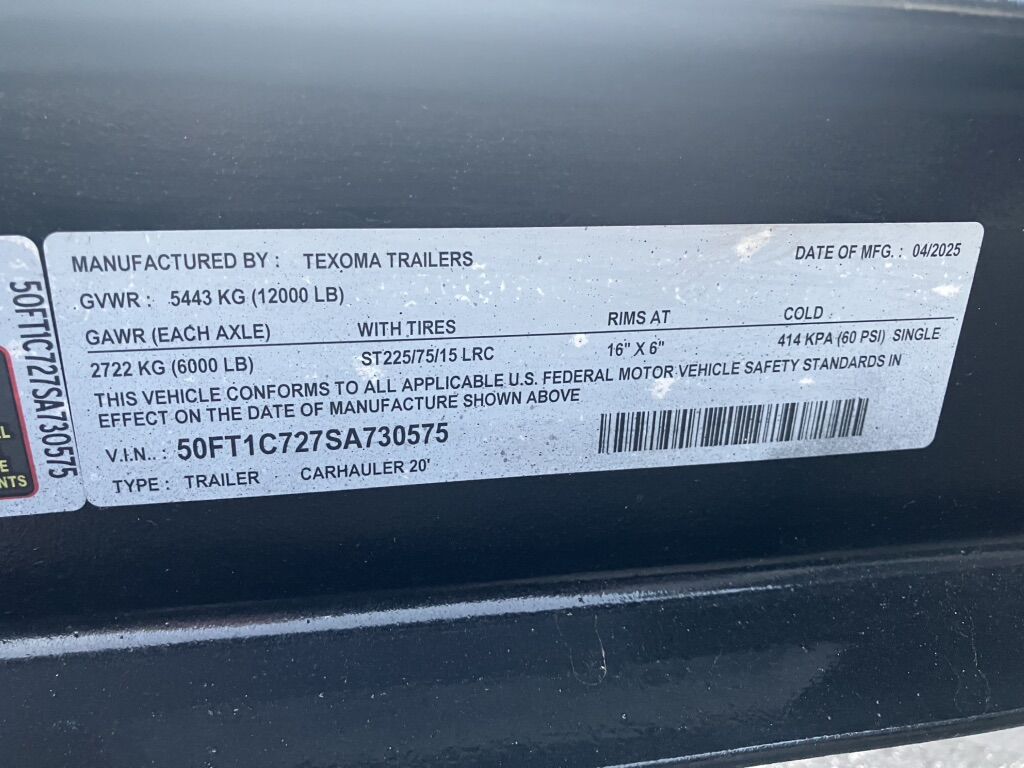 MANUFACTURED BY : TEXOMA TRAILERS DATE OF MFG. : 04/2025
GVWR : 5443 KG (12000 LB)
GAWR (EACH AXLE) WITH TIRES RIMS AT COLD
2722 KG (6000 LB) ST225/75/15 LRC 16" X 6" 414 KPA (60 PSI) SINGLE
THIS VEHICLE CONFORMS TO ALL APPLICABLE U.S. FEDERAL MOTOR VEHICLE SAFETY STANDARDS IN
EFFECT ON THE DATE OF MANUFACTURE SHOWN ABOVE
V.I.N. : 50FT1C727SA730575
TYPE : TRAILER CARHAULER 20'
50FT1C727SA730575